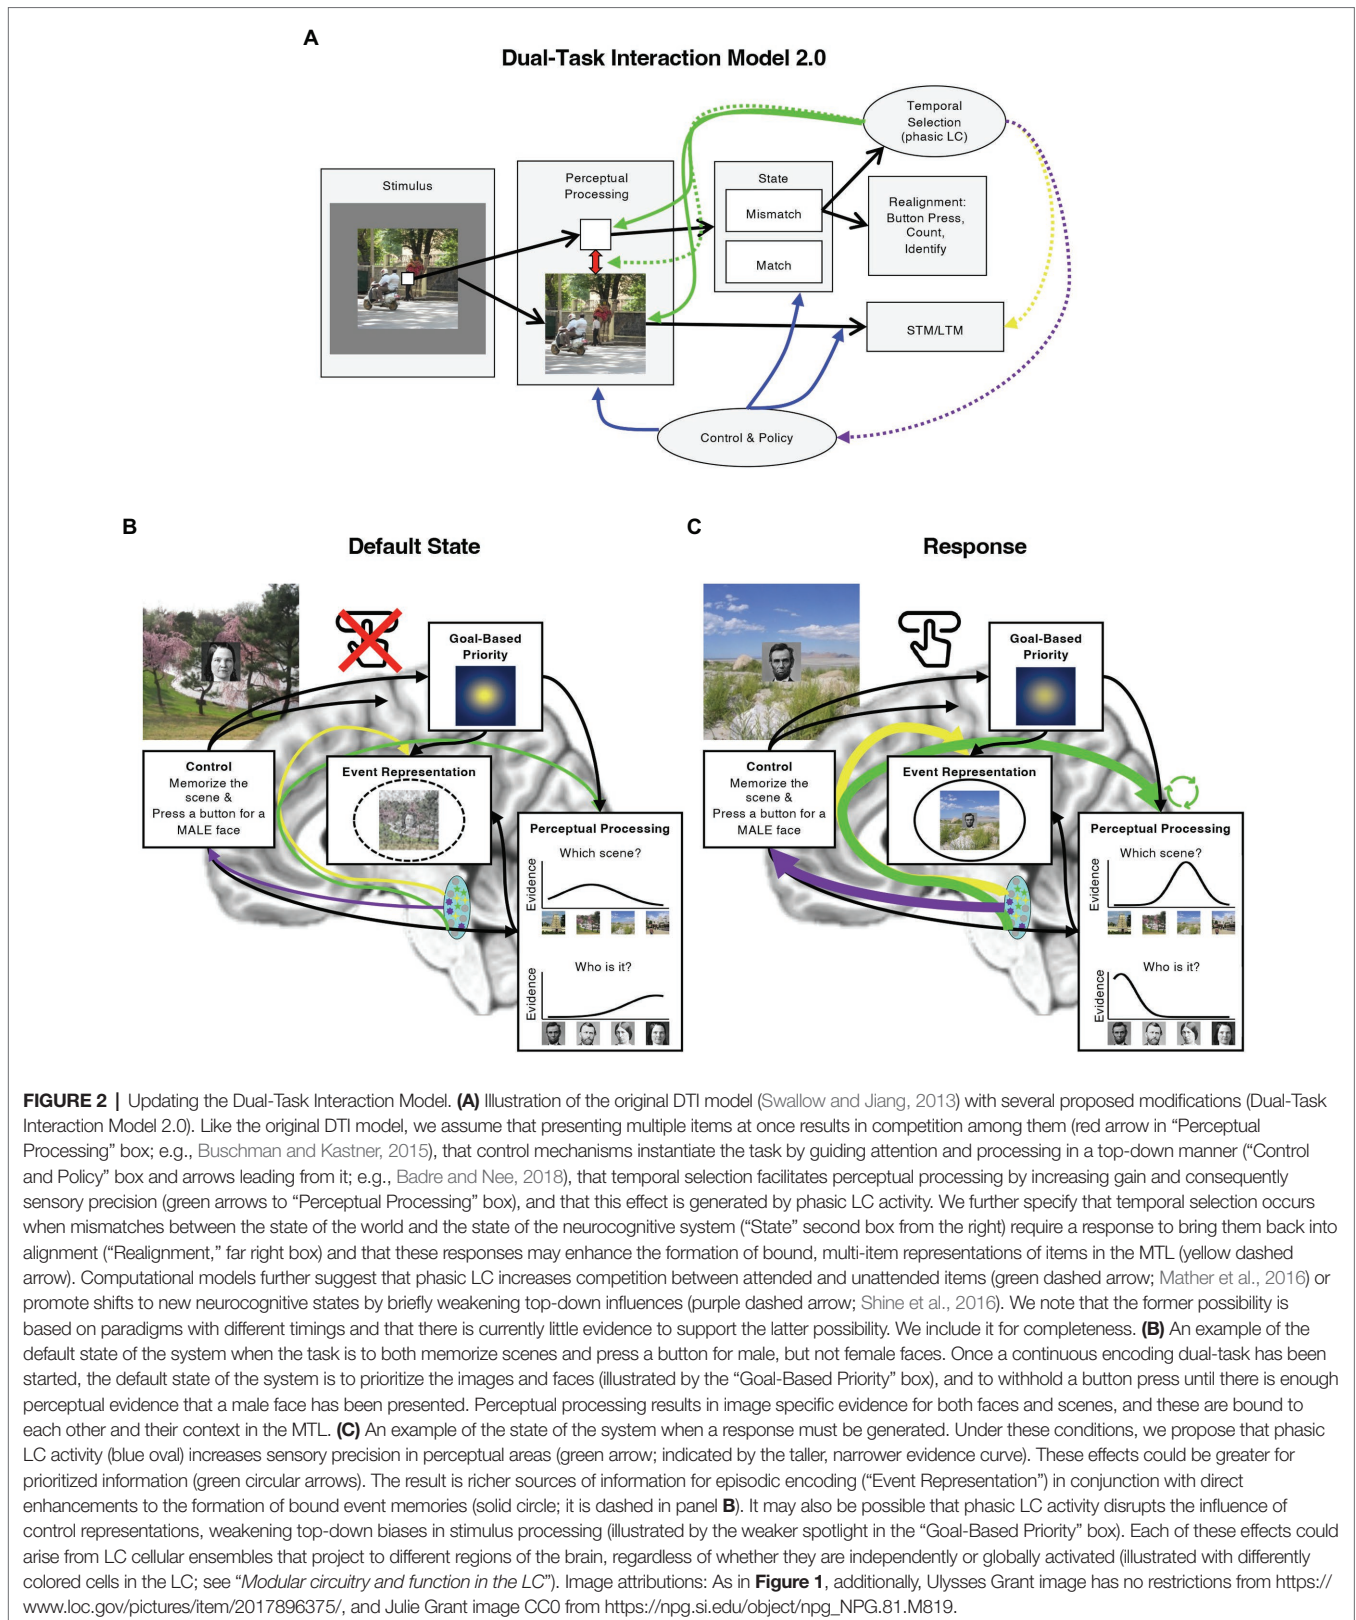 A
Dual-Task Interaction Model 2.0
Temporal
Selection
(phasic LC)
Stimulus
Perceptual
Processing
State
Mismatch
Match
Realignment:
Button Press,
Count,
Identify
STM/LTM
Control & Policy
B
Default State
Goal-Based
Priority
Control
Memorize the
scene &
Press a button for a
MALE face
Event Representation
Perceptual Processing
Which scene?
Evidence
Who is it?
Evidence
C
Response
Goal-Based
Priority
Control
Memorize the
scene &
Press a button for a
MALE face
Event Representation
Perceptual Processing
Which scene?
Evidence
Who is it?
Evidence
FIGURE 2 | Updating the Dual-Task Interaction Model. (A) Illustration of the original DTI model (Swallow and Jiang, 2013) with several proposed modifications (Dual-Task
Interaction Model 2.0). Like the original DTI model, we assume that presenting multiple items at once results in competition among them (red arrow in “Perceptual
Processing” box; e.g., Buschman and Kastner, 2015), that control mechanisms instantiate the task by guiding attention and processing in a top-down manner (“Control
and Policy” box and arrows leading from it; e.g., Badre and Nee, 2018), that temporal selection facilitates perceptual processing by increasing gain and consequently
sensory precision (green arrows to “Perceptual Processing” box), and that this effect is generated by phasic LC activity. We further specify that temporal selection occurs
when mismatches between the state of the world and the state of the neurocognitive system (“State” second box from the right) require a response to bring them back into
alignment (“Realignment,” far right box) and that these responses may enhance the formation of bound, multi-item representations of items in the MTL (yellow dashed
arrow). Computational models further suggest that phasic LC increases competition between attended and unattended items (green dashed arrow; Mather et al., 2016) or
promote shifts to new neurocognitive states by briefly weakening top-down influences (purple dashed arrow; Shine et al., 2016). We note that the former possibility is
based on paradigms with different timings and that there is currently little evidence to support the latter possibility. We include it for completeness. (B) An example of the
default state of the system when the task is to both memorize scenes and press a button for male, but not female faces. Once a continuous encoding dual-task has been
started, the default state of the system is to prioritize the images and faces (illustrated by the “Goal-Based Priority” box), and to withhold a button press until there is enough
perceptual evidence that a male face has been presented. Perceptual processing results in image specific evidence for both faces and scenes, and these are bound to
each other and their context in the MTL. (C) An example of the state of the system when a response must be generated. Under these conditions, we propose that phasic
LC activity (blue oval) increases sensory precision in perceptual areas (green arrow; indicated by the taller, narrower evidence curve). These effects could be greater for
prioritized information (green circular arrows). The result is richer sources of information for episodic encoding (“Event Representation”) in conjunction with direct
enhancements to the formation of bound event memories (solid circle; it is dashed in panel B). It may also be possible that phasic LC activity disrupts the influence of
control representations, weakening top-down biases in stimulus processing (illustrated by the weaker spotlight in the “Goal-Based Priority” box). Each of these effects could
arise from LC cellular ensembles that project to different regions of the brain, regardless of whether they are independently or globally activated (illustrated with differently
colored cells in the LC; see “Modular circuitry and function in the LC”). Image attributions: As in Figure 1, additionally, Ulysses Grant image has no restrictions from https://
www.loc.gov/pictures/item/2017896375/, and Julie Grant image CC0 from https://npg.si.edu/object/npg_NPG.81.M819.